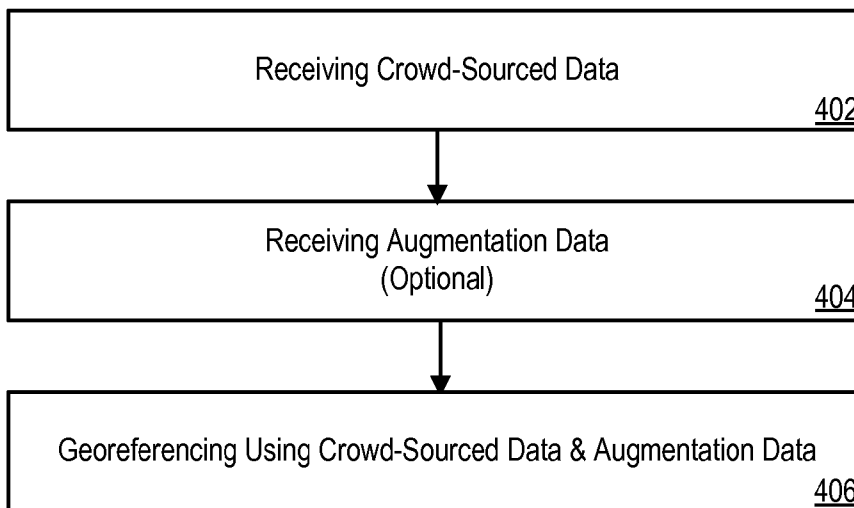 Receiving Crowd-Sourced Data
402
Receiving Augmentation Data
(Optional)
404
Georeferencing Using Crowd-Sourced Data & Augmentation Data
406